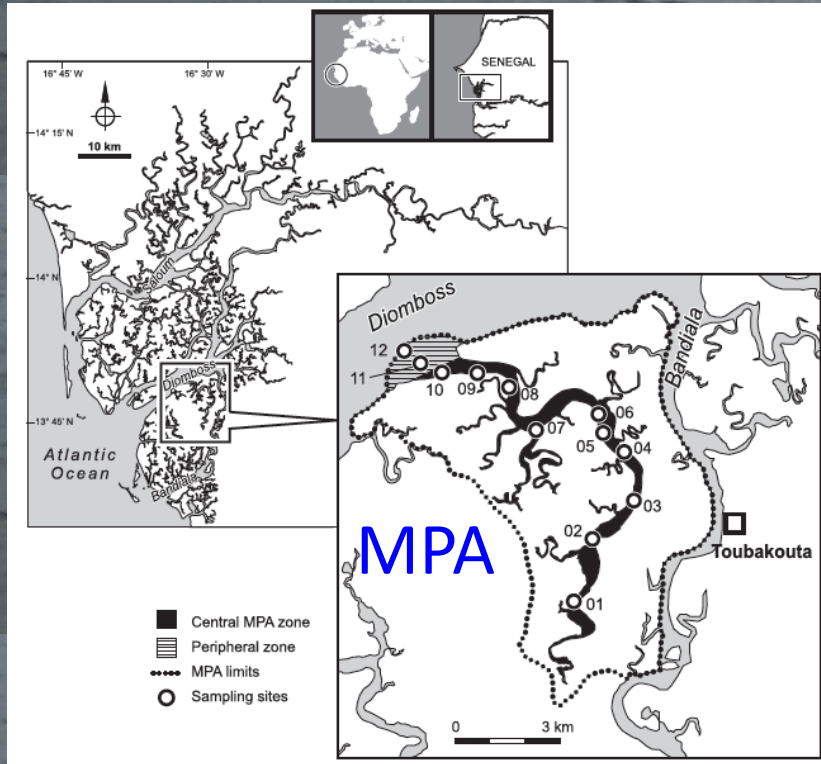 16° 45' W
16° 30' W
SENEGAL
14° 15' N
10 km
14° N
13° 45' N
Saloum
Diomboss
Atlantic
Ocean
Bandiala
Diomboss
Bandiala
12
11
10
09
08
07
06
05
04
03
02
01
Toubakouta
MPA
0
3 km
Central MPA zone
Peripheral zone
MPA limits
Sampling sites